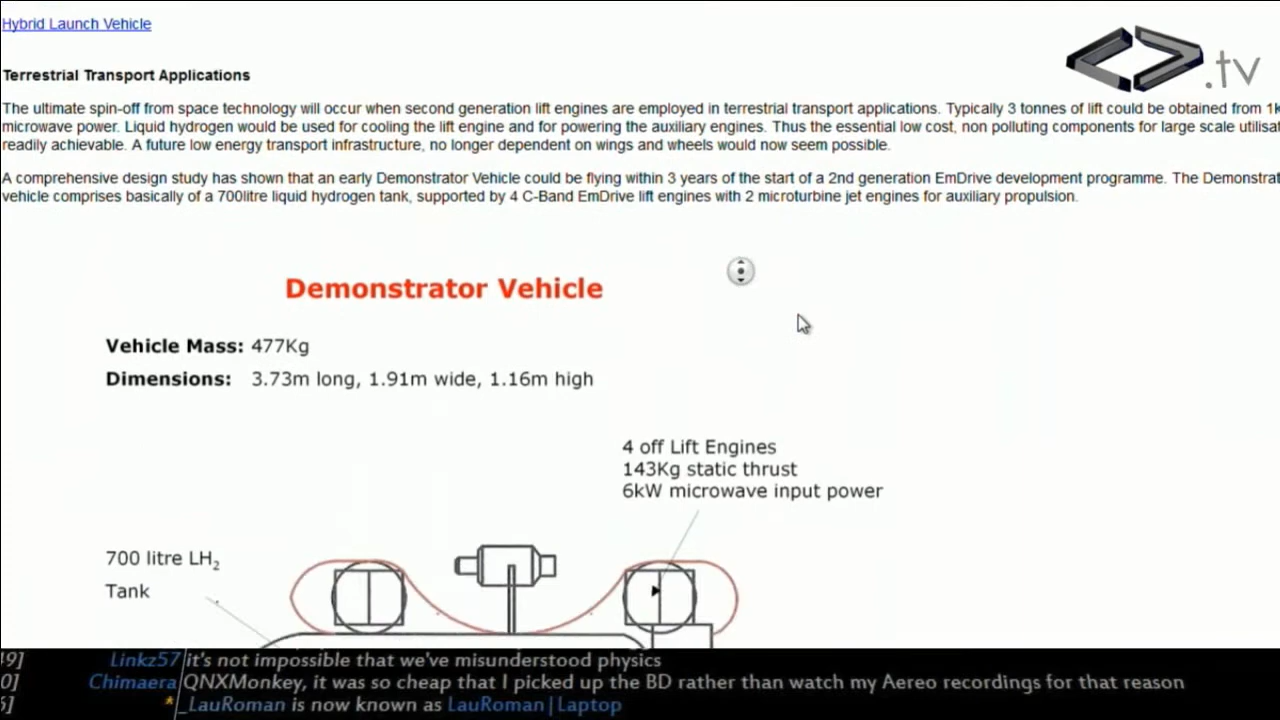 Hybrid Launch Vehicle
.tv
Terrestrial Transport Applications
The ultimate spin-off from space technology will occur when second generation lift engines are employed in terrestrial transport applications. Typically 3 tonnes of lift could be obtained from
microwave power. Liquid hydrogen would be used for cooling the lift engine and for powering the auxiliary engines. Thus the essential low cost, non polluting components for large scale
readily achievable. A future low energy transport infrastructure, no longer dependent on wings and wheels would now seem possible.
A comprehensive design study has shown that an early Demonstrator Vehicle could be flying within 3 years of the start of a 2nd generation EmDrive development programme. The
vehicle comprises basically of a 700litre liquid hydrogen tank, supported by 4 C-Band EmDrive lift engines with 2 microturbine jet engines for auxiliary propulsion.
Demonstrator Vehicle
Vehicle Mass: 477Kg
Dimensions: 3.73m long, 1.91m wide, 1.16m high
4 off Lift Engines
143Kg static thrust
6kW microwave input power
700 litre LH₂
Tank
Linkz57 it's not impossible that we've misunderstood physics
Chimaera QNXMonkey, it was so cheap that I picked up the BD rather than watch my Aereo recordings for that reason
* _LauRoman is now known as LauRoman|Laptop